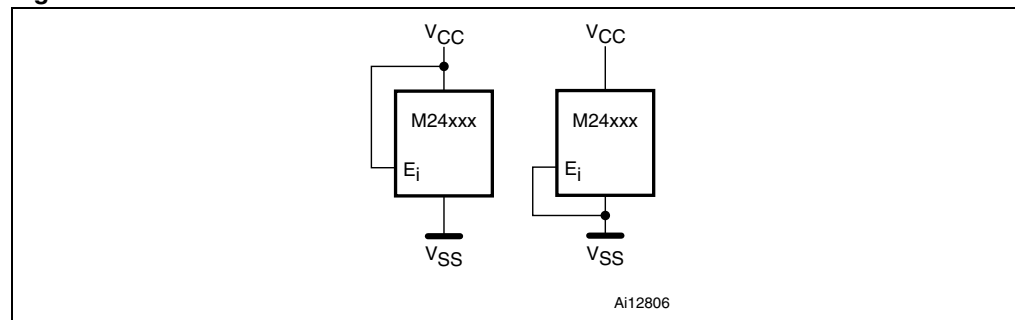 VCC VCC
M24xxx M24xxx
Ei Ei
VSS VSS
Ai12806